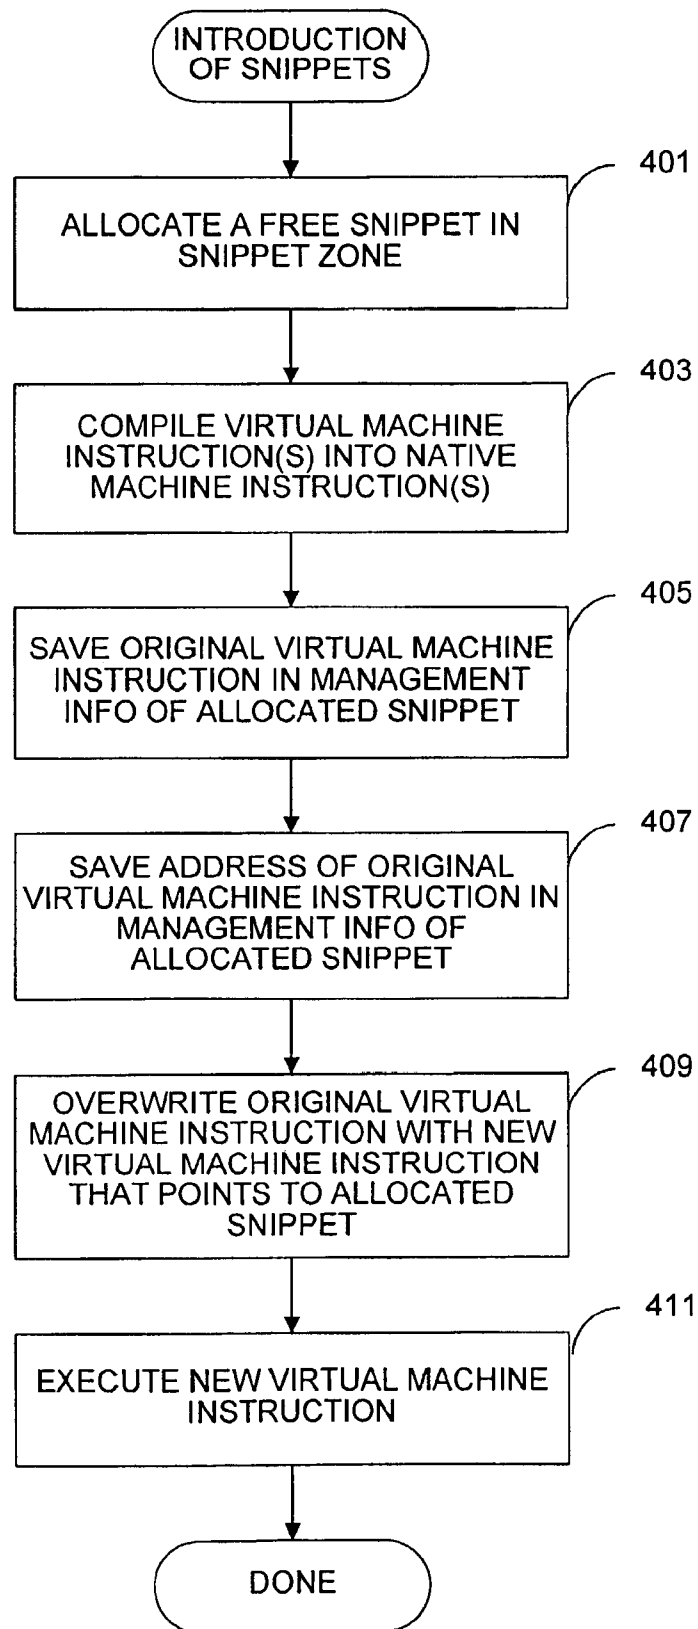 INTRODUCTION
OF SNIPPETS
401
ALLOCATE A FREE SNIPPET IN
SNIPPET ZONE
403
COMPILE VIRTUAL MACHINE
INSTRUCTION(S) INTO NATIVE
MACHINE INSTRUCTION(S)
405
SAVE ORIGINAL VIRTUAL MACHINE
INSTRUCTION IN MANAGEMENT
INFO OF ALLOCATED SNIPPET
407
SAVE ADDRESS OF ORIGINAL
VIRTUAL MACHINE INSTRUCTION IN
MANAGEMENT INFO OF
ALLOCATED SNIPPET
409
OVERWRITE ORIGINAL VIRTUAL
MACHINE INSTRUCTION WITH NEW
VIRTUAL MACHINE INSTRUCTION
THAT POINTS TO ALLOCATED
SNIPPET
411
EXECUTE NEW VIRTUAL MACHINE
INSTRUCTION
DONE